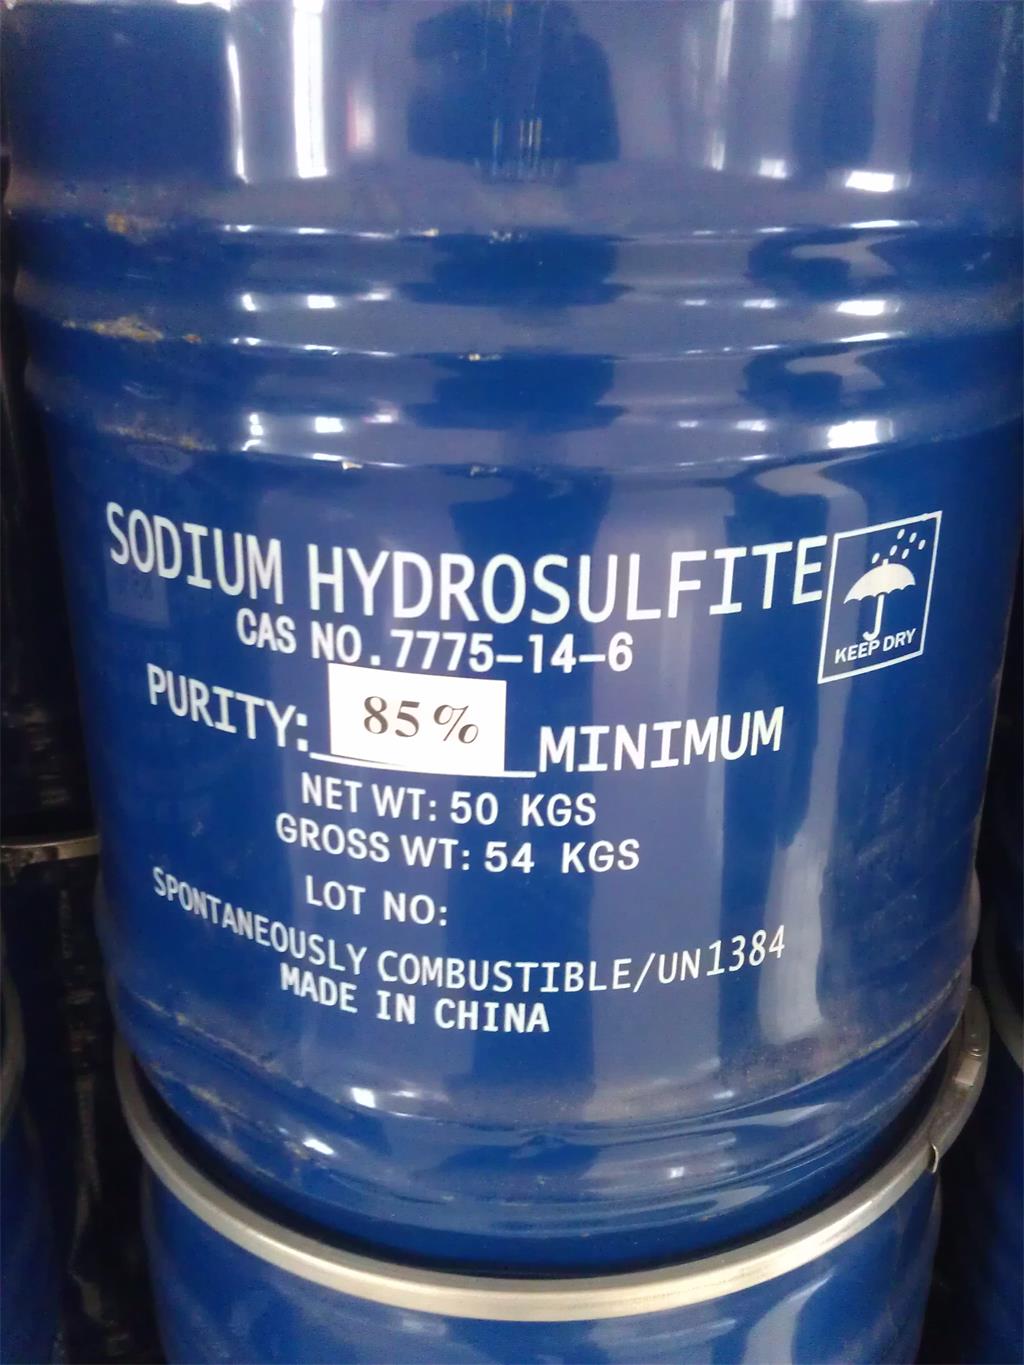 SODIUM HYDROSULFITE
KEEP DRY
CAS NO.7775-14-6
PURITY: 85% MINIMUM
NET WT: 50 KGS
GROSS WT: 54 KGS
LOT NO:
SPONTANEOUSLY COMBUSTIBLE/UN1384
MADE IN CHINA